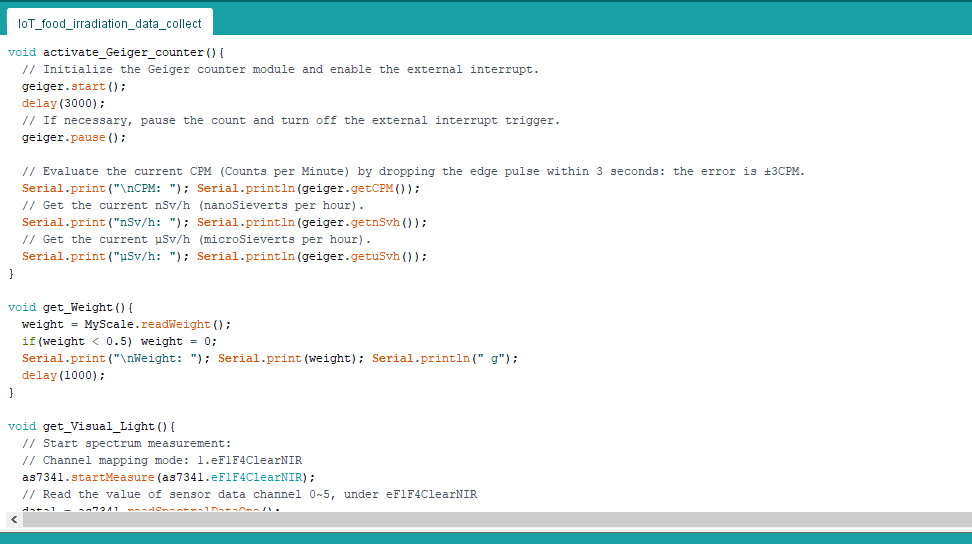 IoT_food_irradiation_data_collect
void activate_Geiger_counter(){
  // Initialize the Geiger counter module and enable the external interrupt.
  geiger.start();
  delay(3000);
  // If necessary, pause the count and turn off the external interrupt trigger.
  geiger.pause();

  // Evaluate the current CPM (Counts per Minute) by dropping the edge pulse within 3 seconds: the error is ±3CPM.
  Serial.print("\nCPM: "); Serial.println(geiger.getCPM());
  // Get the current nSv/h (nanoSieverts per hour).
  Serial.print("nSv/h: "); Serial.println(geiger.getnSvh());
  // Get the current µSv/h (microSieverts per hour).
  Serial.print("µSv/h: "); Serial.println(geiger.getuSvh());
}

void get_Weight(){
  weight = MyScale.readWeight();
  if(weight < 0.5) weight = 0;
  Serial.print("\nWeight: "); Serial.print(weight); Serial.println(" g");
  delay(1000);
}

void get_Visual_Light(){
  // Start spectrum measurement:
  // Channel mapping mode: 1.eF1F4ClearNIR
  as7341.startMeasure(as7341.eF1F4ClearNIR);
  // Read the value of sensor data channel 0~5, under eF1F4ClearNIR
  data1 = as7341.readSpectralDataOne();